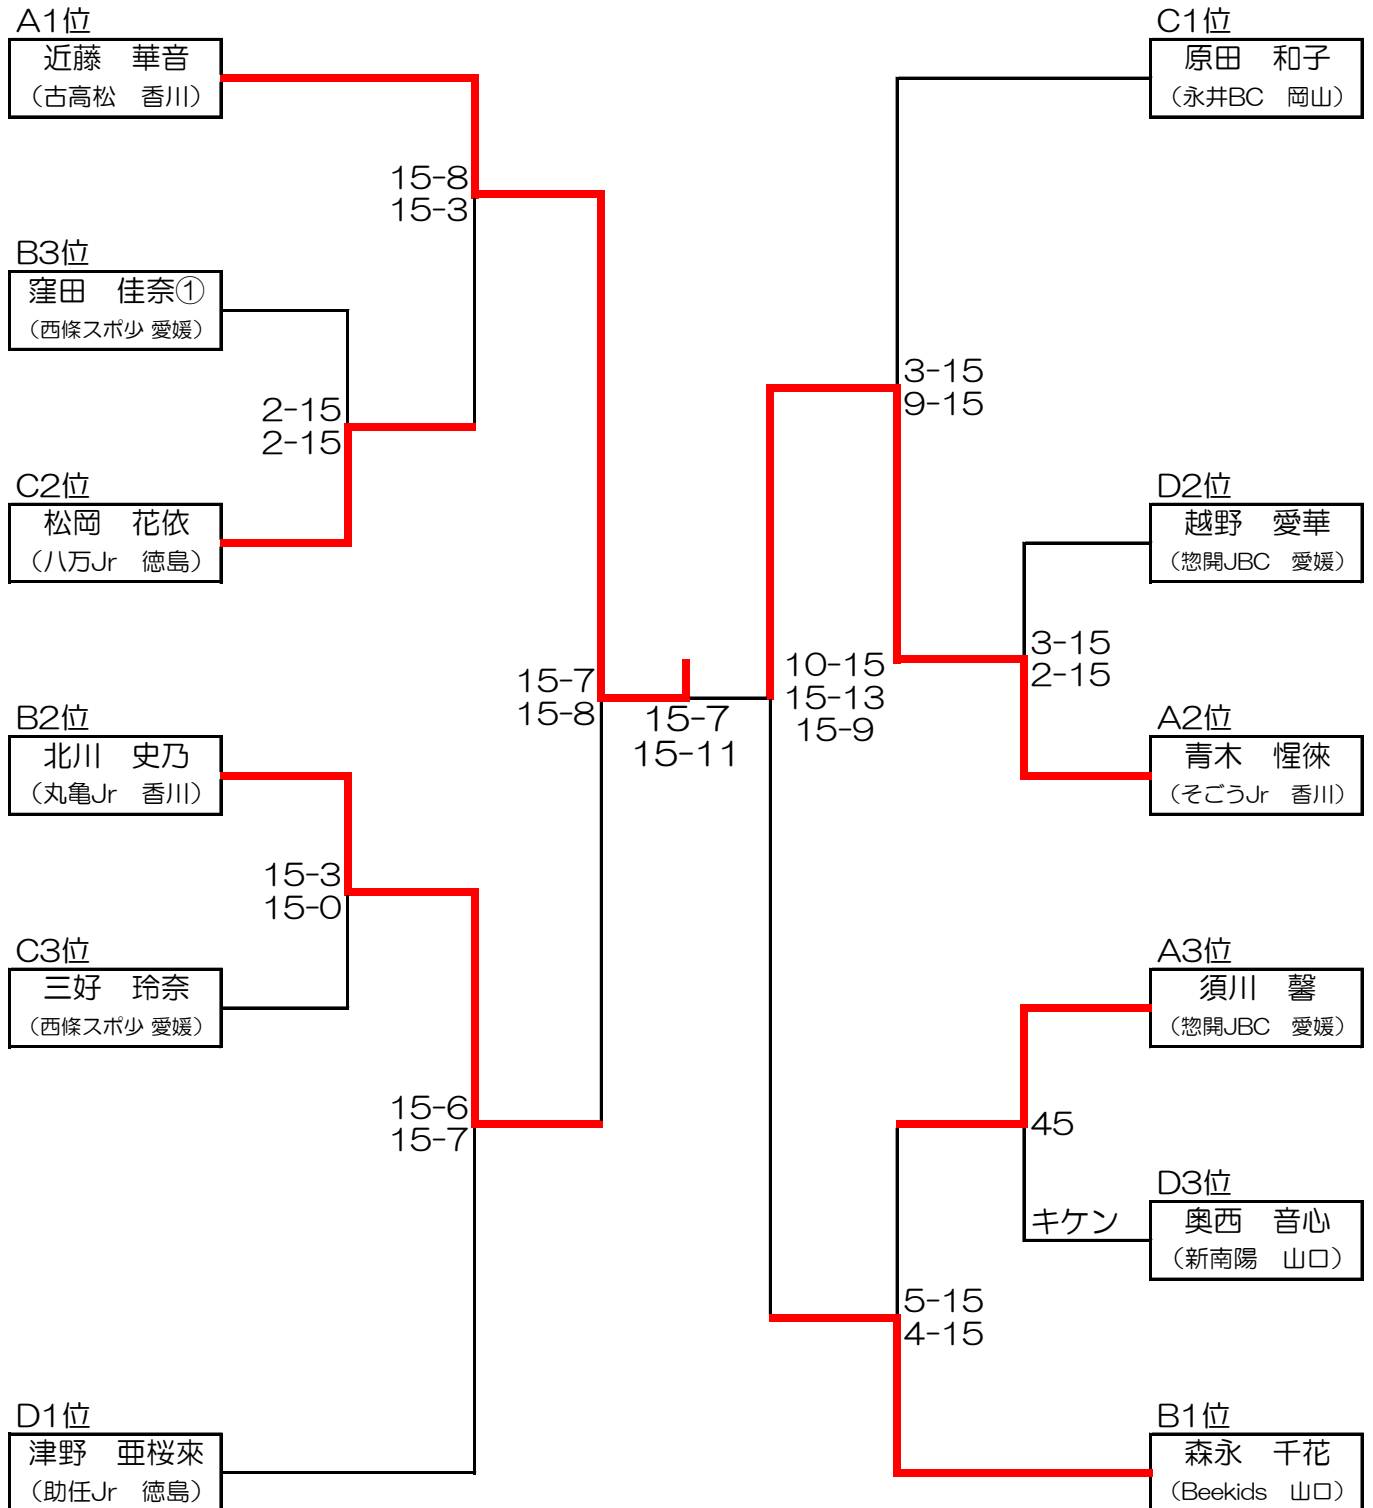 A1位
近藤　華音
（古高松　香川）
15-8
15-3
B3位
窪田　佳奈①
（西條スポ少 愛媛）
2-15
2-15
C2位
松岡　花依
（八万Jr　徳島）
15-7
15-8
B2位
北川　史乃
（丸亀Jr　香川）
15-3
15-0
C3位
三好　玲奈
（西條スポ少 愛媛）
15-6
15-7
D1位
津野　亜桜來
（助任Jr　徳島）
15-7
15-11
C1位
原田　和子
（永井BC　岡山）
3-15
9-15
D2位
越野　愛華
（惣開JBC　愛媛）
3-15
2-15
A2位
青木　惺徠
（そごうJr　香川）
10-15
15-13
15-9
A3位
須川　馨
（惣開JBC　愛媛）
45
D3位
キケン
奥西　音心
（新南陽　山口）
5-15
4-15
B1位
森永　千花
（Beekids　山口）